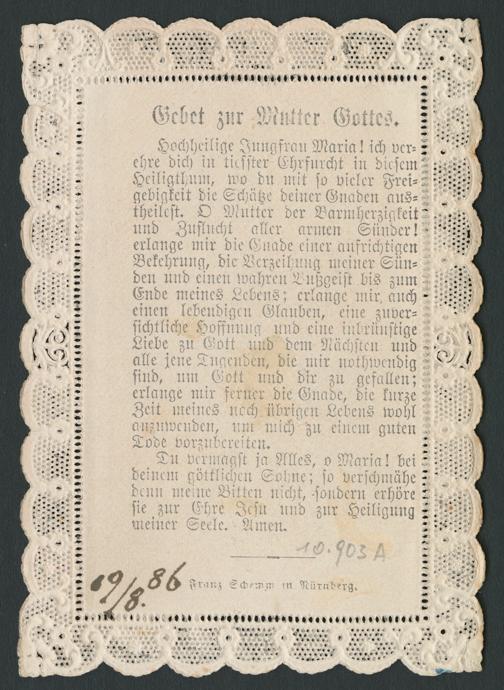 Gebet zur Mutter Gottes.
Hochheilige Jungfrau Maria! ich ver-
ehre dich in tiefster Ehrfurcht in diesem
Heiligthum, wo du mit so vieler Frei-
gebigkeit die Schätze deiner Gnaden aus-
theilest. O Mutter der Barmherzigkeit
und Zuflucht aller armen Sünder!
erlange mir die Gnade einer aufrichtigen
Bekehrung, die Verzeihung meiner Sün-
den und einen wahren Bußgeist bis zum
Ende meines Lebens; erlange mir auch
einen lebendigen Glauben, eine zuver-
sichtliche Hoffnung und eine inbrünstige
Liebe zu Gott und dem Nächsten und
alle jene Tugenden, die mir nothwendig
sind, um Gott und dir zu gefallen;
erlange mir ferner die Gnade, die kurze
Zeit meines noch übrigen Lebens wohl
anzuwenden, um mich zu einem guten
Tode vorzubereiten.
Du vermagst ja Alles, o Maria! bei
deinem göttlichen Sohne; so verschmähe
denn meine Bitten nicht, sondern erhöre
sie zur Ehre Jesu und zur Heiligung
meiner Seele. Amen.
10.903 A
Franz Schemm in Nürnberg.
19/8. 86